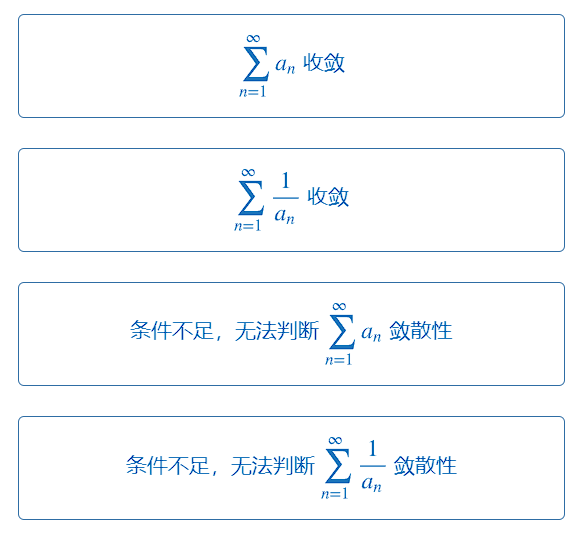 $\sum_{n=1}^{\infty} a_n$ 收敛
$\sum_{n=1}^{\infty} \frac{1}{a_n}$ 收敛
条件不足，无法判断 $\sum_{n=1}^{\infty} a_n$ 敛散性
条件不足，无法判断 $\sum_{n=1}^{\infty} \frac{1}{a_n}$ 敛散性